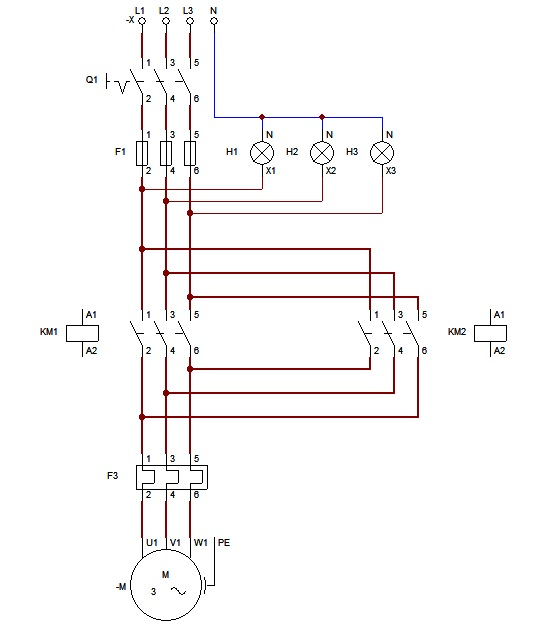 L1 L2 L3 N
-X
1 3 5
Q1
2 4 6
N N N
1 3 5
F1 H1 H2 H3
2 4 6 X1 X2 X3
A1 1 3 5 1 3 5 A1
KM1 KM2
A2 2 4 6 2 4 6 A2
1 3 5
F3
2 4 6
U1 V1 W1 PE
M
-M 3